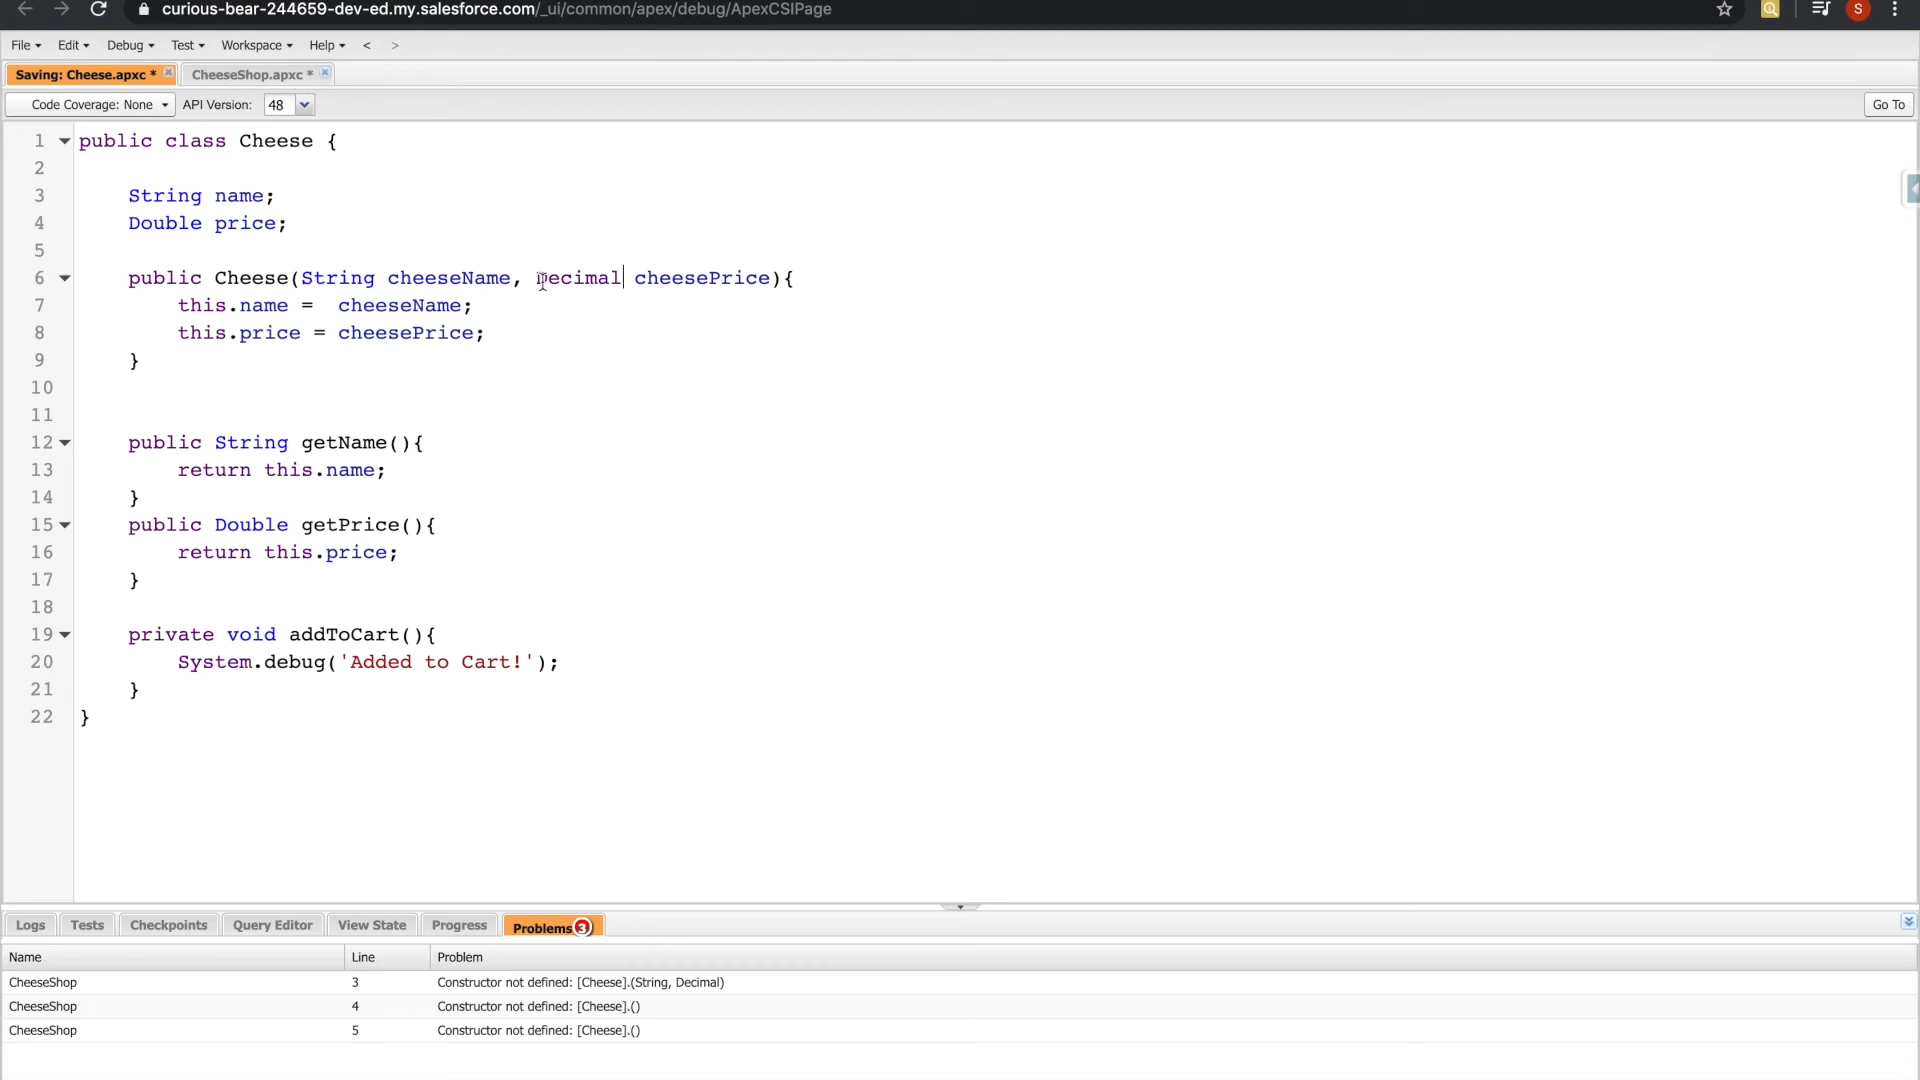 curious-bear-244659-dev-ed.my.salesforce.com/_ui/common/apex/debug/ApexCSIPage
S
File Edit Debug Test Workspace Help < >
Saving: Cheese.apxc * CheeseShop.apxc *
Code Coverage: None API Version: 48 Go To
1 public class Cheese {
2
3 String name;
4 Double price;
5
6 public Cheese(String cheeseName, Decimal cheesePrice){
7 this.name =  cheeseName;
8 this.price = cheesePrice;
9 }
10
11
12 public String getName(){
13 return this.name;
14 }
15 public Double getPrice(){
16 return this.price;
17 }
18
19 private void addToCart(){
20 System.debug('Added to Cart!');
21 }
22 }
Logs Tests Checkpoints Query Editor View State Progress Problems 3
Name Line Problem
CheeseShop 3 Constructor not defined: [Cheese].(String, Decimal)
CheeseShop 4 Constructor not defined: [Cheese].()
CheeseShop 5 Constructor not defined: [Cheese].()